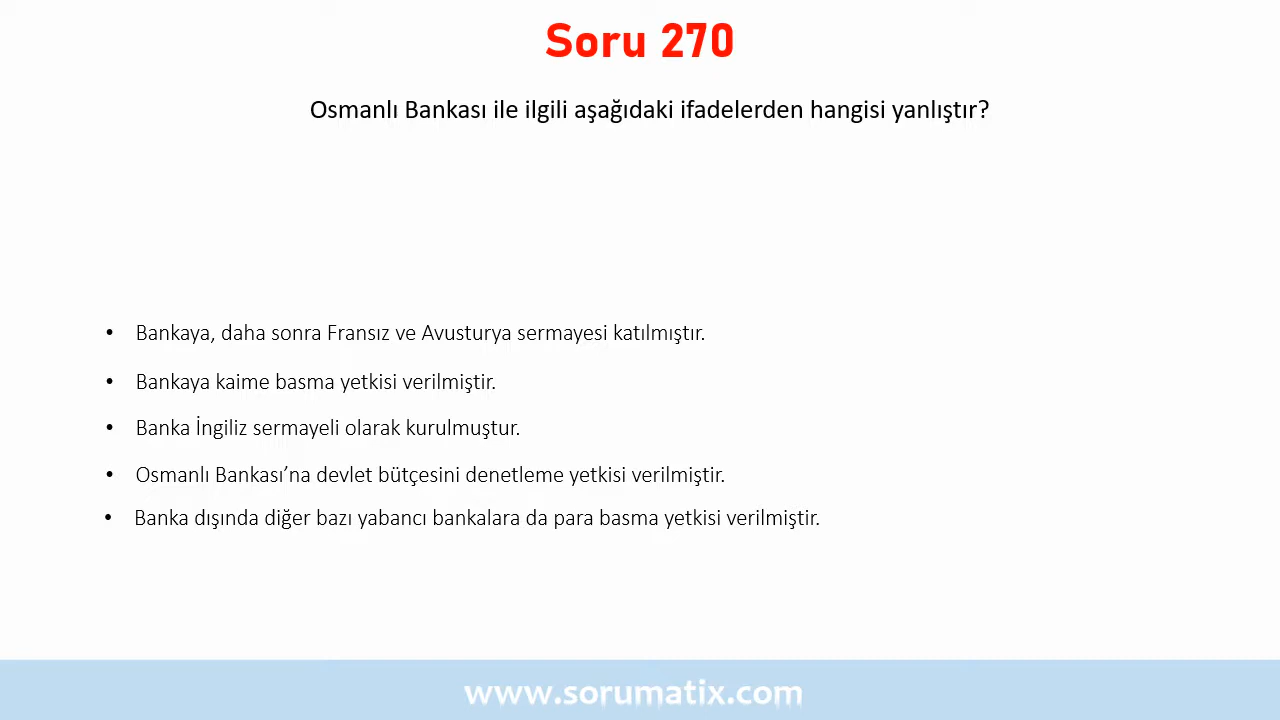 Soru 270
Osmanlı Bankası ile ilgili aşağıdaki ifadelerden hangisi yanlıştır?
• Bankaya, daha sonra Fransız ve Avusturya sermayesi katılmıştır.
• Bankaya kaime basma yetkisi verilmiştir.
• Banka İngiliz sermayeli olarak kurulmuştur.
• Osmanlı Bankası’na devlet bütçesini denetleme yetkisi verilmiştir.
• Banka dışında diğer bazı yabancı bankalara da para basma yetkisi verilmiştir.
www.sorumatix.com